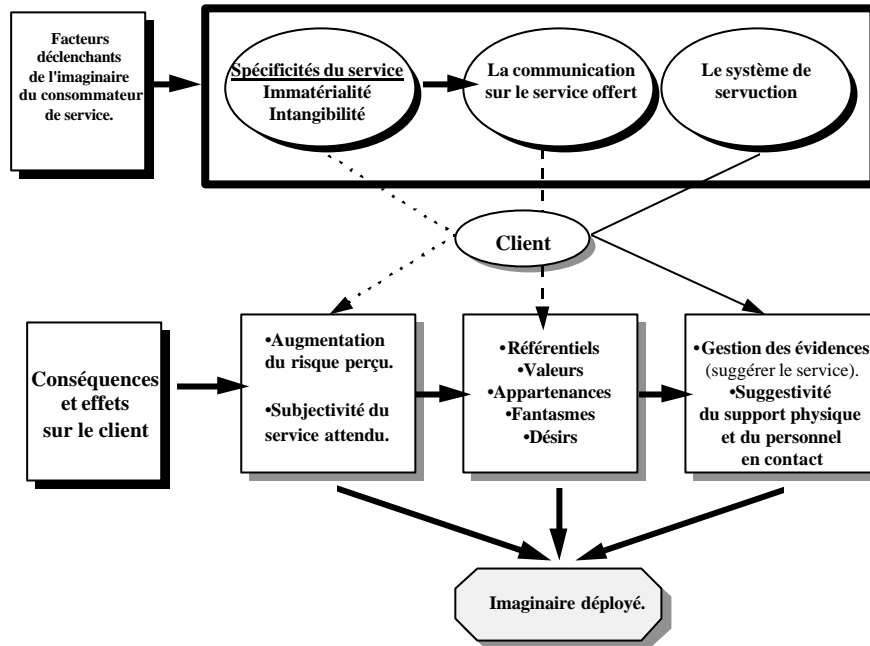 Facteurs
déclenchants
de l'imaginaire
du consommateur
de service.
Spécificités du service
Immatérialité
Intangibilité
La communication
sur le service offert
Le système de
servuction
Client
Conséquences
et effets
sur le client
•Augmentation
du risque perçu.
•Subjectivité du
service attendu.
•Référentiels
•Valeurs
•Appartenances
•Fantasmes
•Désirs
•Gestion des évidences
(suggérer le service).
•Suggestivité
du support physique
et du personnel
en contact
Imaginaire déployé.